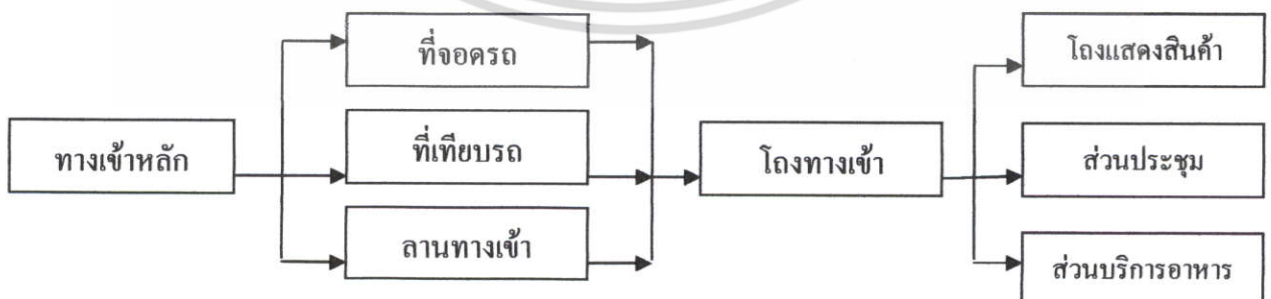 ที่จอดรถ
โถงแสดงสินค้า
ทางเข้าหลัก
ที่เทียบรถ
โถงทางเข้า
ส่วนประชุม
ลานทางเข้า
ส่วนบริการอาหาร